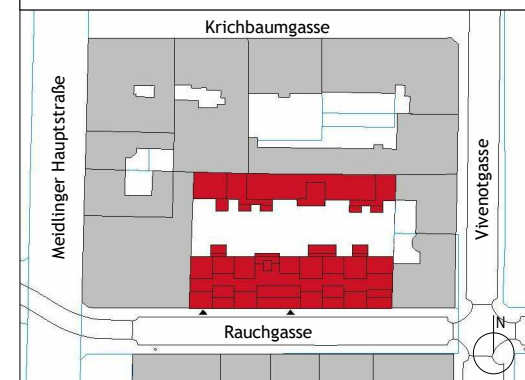 Krichbaumgasse
Meidlinger Hauptstraße
Vivenotgasse
Rauchgasse
N